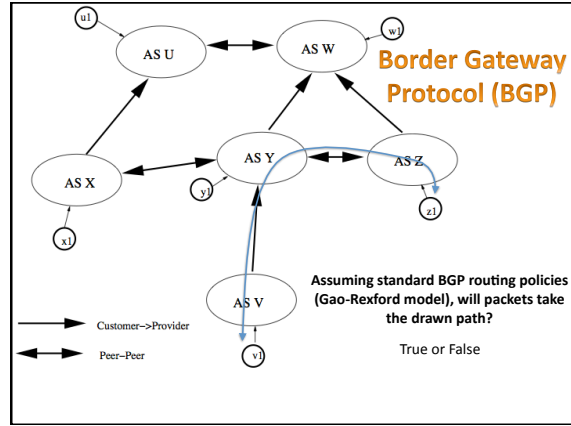 u1
AS U
AS W
w1
Border Gateway
Protocol (BGP)
AS X
AS Y
AS Z
y1
z1
x1
AS V
v1
Assuming standard BGP routing policies
(Gao-Rexford model), will packets take
the drawn path?
True or False
Customer->Provider
Peer-Peer